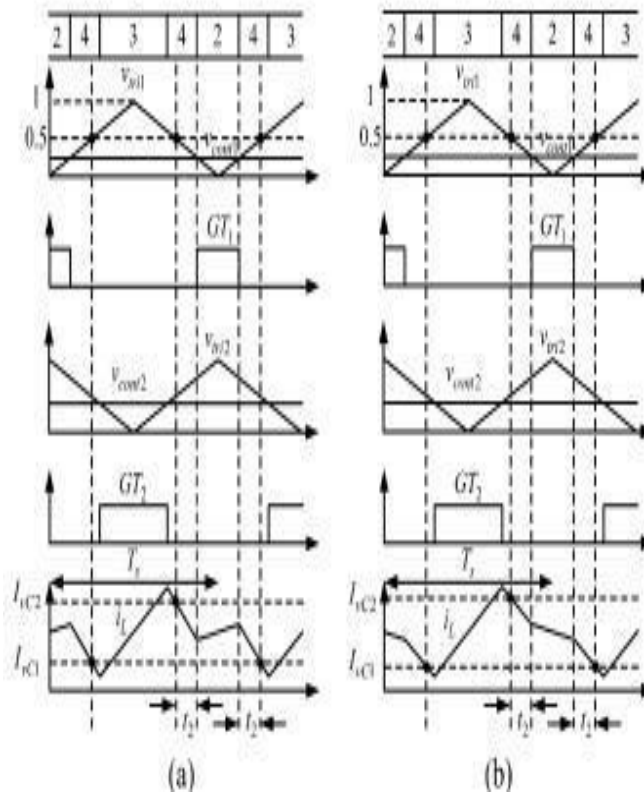 2 4 3 4 2 4 3
v_tri1
1
0.5
v_cont1
GT_1
v_tri2
v_cont2
GT_2
T_s
I_vC2
i_L
I_vC1
t_2 t_2
(a)
2 4 3 4 2 4 3
v_tri1
1
0.5
v_cont1
GT_1
v_tri2
v_cont2
GT_2
T_s
I_vC2
i_L
I_vC1
t_2 t_2
(b)